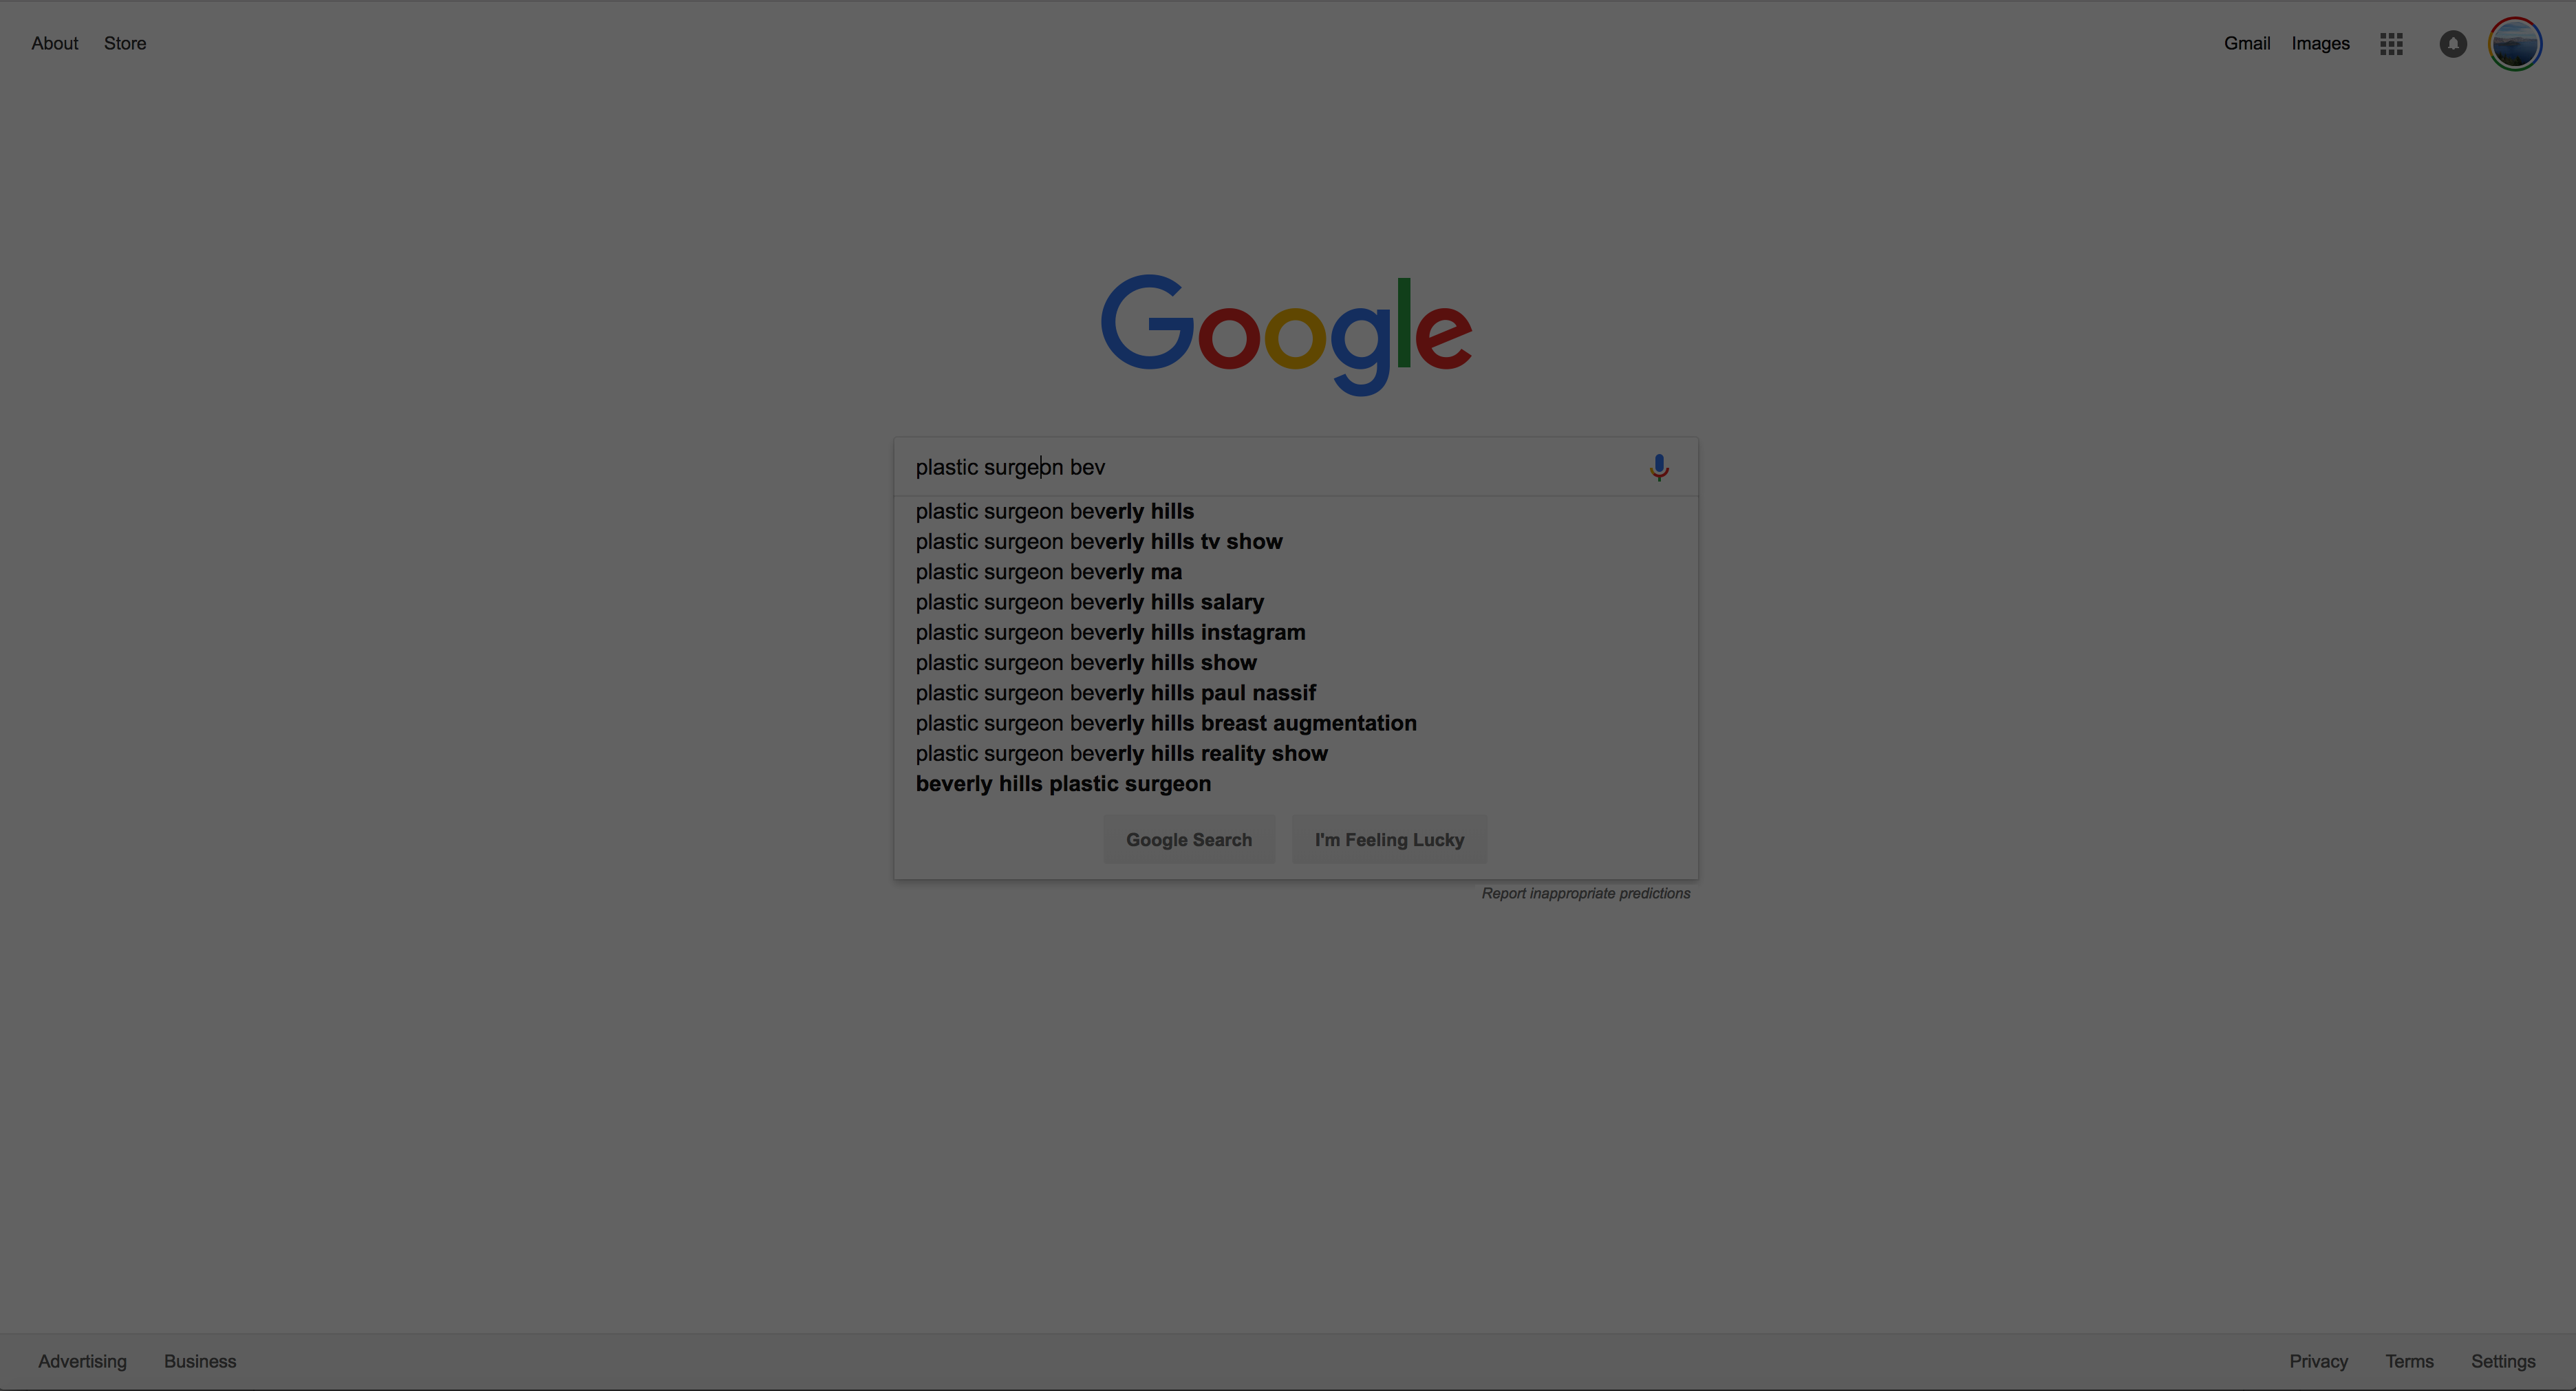 About Store Gmail Images
Google
plastic surgeon bev
plastic surgeon beverly hills
plastic surgeon beverly hills tv show
plastic surgeon beverly ma
plastic surgeon beverly hills salary
plastic surgeon beverly hills instagram
plastic surgeon beverly hills show
plastic surgeon beverly hills paul nassif
plastic surgeon beverly hills breast augmentation
plastic surgeon beverly hills reality show
beverly hills plastic surgeon
Google Search I'm Feeling Lucky
Report inappropriate predictions
Advertising Business Privacy Terms Settings